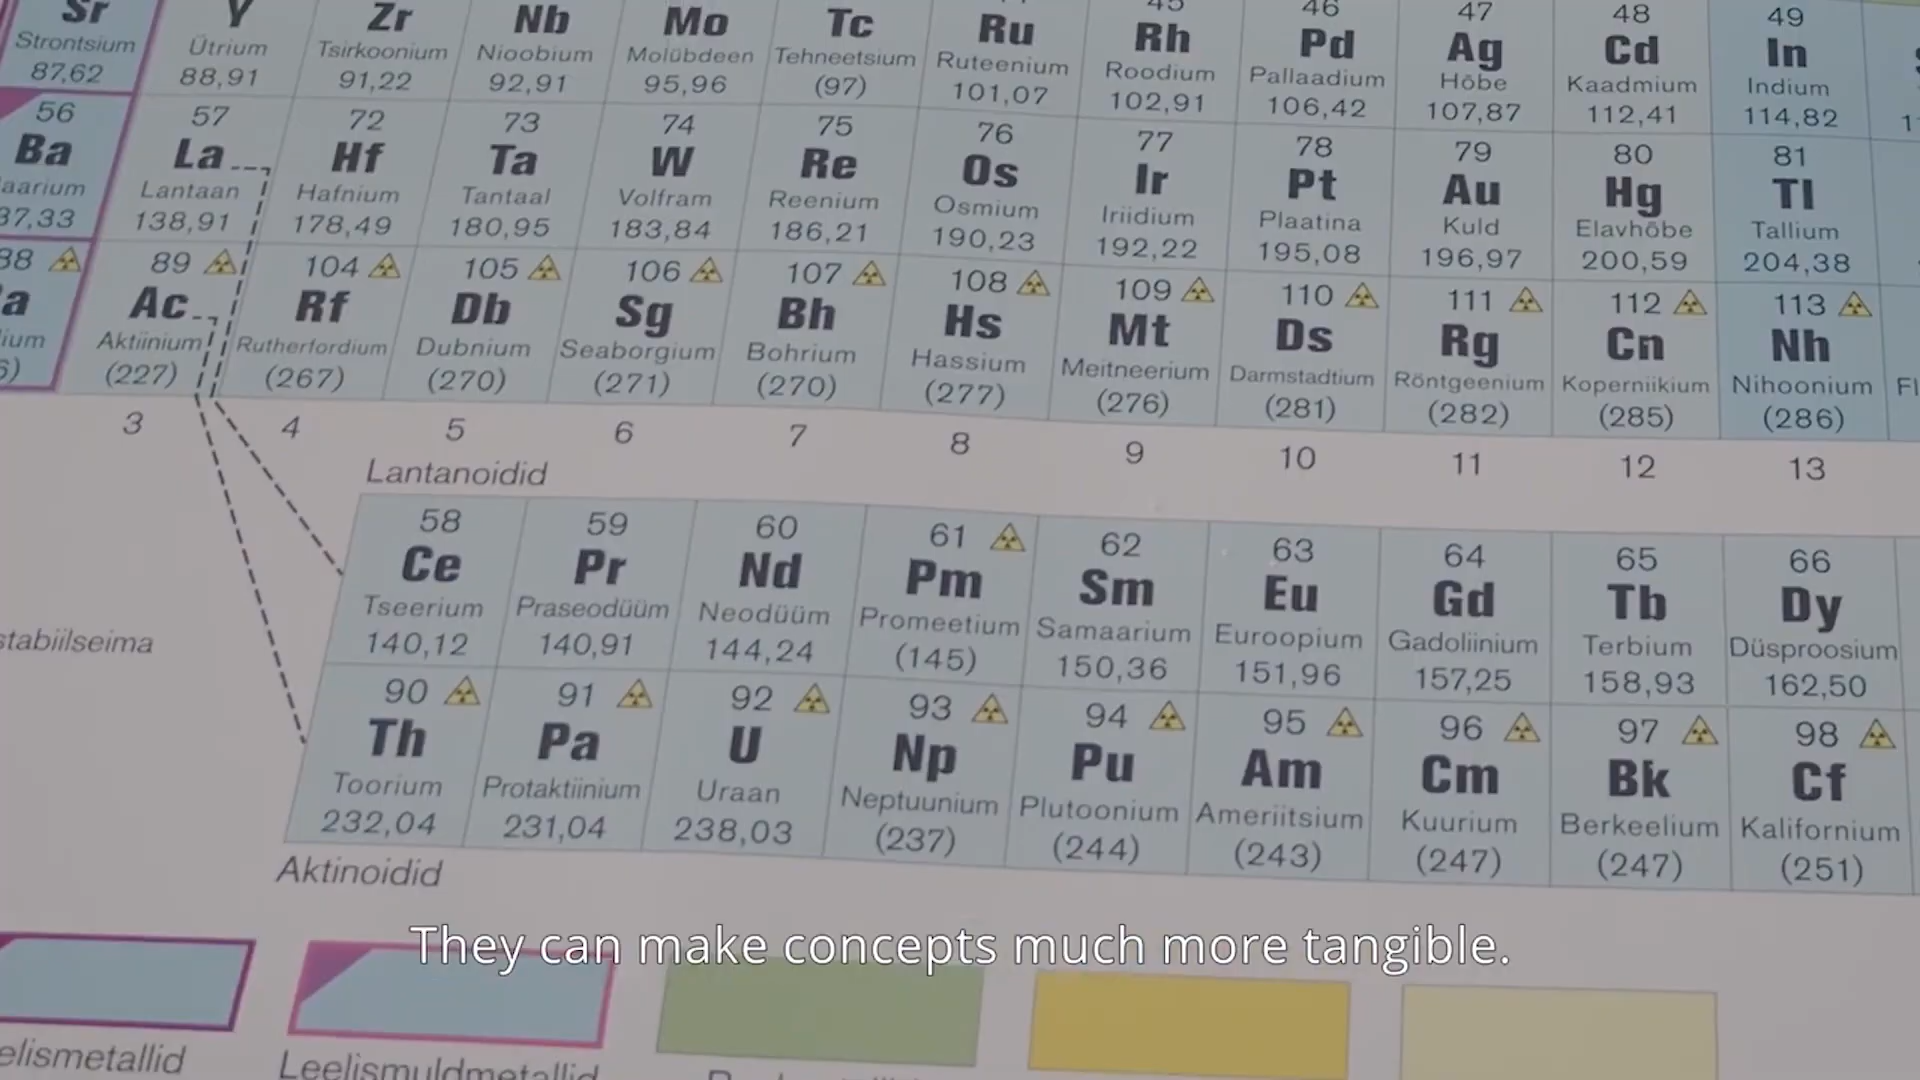 Sr Y Zr Nb Mo Tc Ru Rh Pd Ag Cd In
45 46 47 48 49
Strontsium Ütrium Tsirkoonium Nioobium Molübdeen Tehneetsium Ruteenium Roodium Pallaadium Hõbe Kaadmium Indium
87,62 88,91 91,22 92,91 95,96 (97) 101,07 102,91 106,42 107,87 112,41 114,82
56 57 72 73 74 75 76 77 78 79 80 81
Ba La Hf Ta W Re Os Ir Pt Au Hg Tl
aarium Lantaan Hafnium Tantaal Volfram Reenium Osmium Iriidium Plaatina Kuld Elavhõbe Tallium
37,33 138,91 178,49 180,95 183,84 186,21 190,23 192,22 195,08 196,97 200,59 204,38
88 89 104 105 106 107 108 109 110 111 112 113
a Ac Rf Db Sg Bh Hs Mt Ds Rg Cn Nh
ium Aktiinium Rutherfordium Dubnium Seaborgium Bohrium Hassium Meitneerium Darmstadtium Röntgeenium Koperniikium Nihoonium Fl
6) (227) (267) (270) (271) (270) (277) (276) (281) (282) (285) (286)
3 4 5 6 7 8 9 10 11 12 13
Lantanoidid
58 59 60 61 62 63 64 65 66
Ce Pr Nd Pm Sm Eu Gd Tb Dy
Tseerium Praseodüüm Neodüüm Promeetium Samaarium Euroopium Gadoliinium Terbium Düsproosium
140,12 140,91 144,24 (145) 150,36 151,96 157,25 158,93 162,50
stabiilseima
90 91 92 93 94 95 96 97 98
Th Pa U Np Pu Am Cm Bk Cf
Toorium Protaktiinium Uraan Neptuunium Plutoonium Ameriitsium Kuurium Berkeelium Kalifornium
232,04 231,04 238,03 (237) (244) (243) (247) (247) (251)
Aktinoidid
They can make concepts much more tangible.
elismetallid Leelismuldmetallid